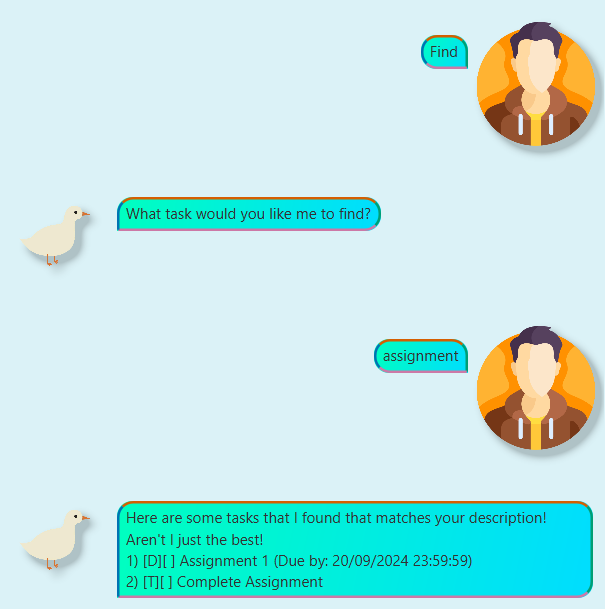 Find
What task would you like me to find?
assignment
Here are some tasks that I found that matches your description!
Aren't I just the best!
1) [D][ ] Assignment 1 (Due by: 20/09/2024 23:59:59)
2) [T][ ] Complete Assignment